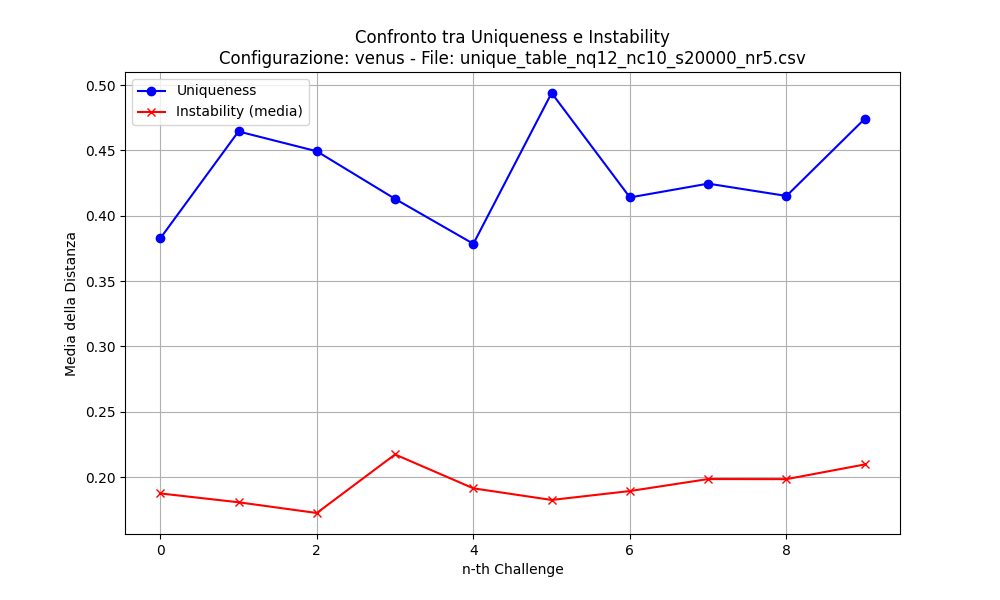 Confronto tra Uniqueness e Instability
Configurazione: venus - File: unique_table_nq12_nc10_s20000_nr5.csv
Uniqueness
Instability (media)
0.50
0.45
0.40
0.35
0.30
0.25
0.20
Media della Distanza
0
2
4
6
8
n-th Challenge